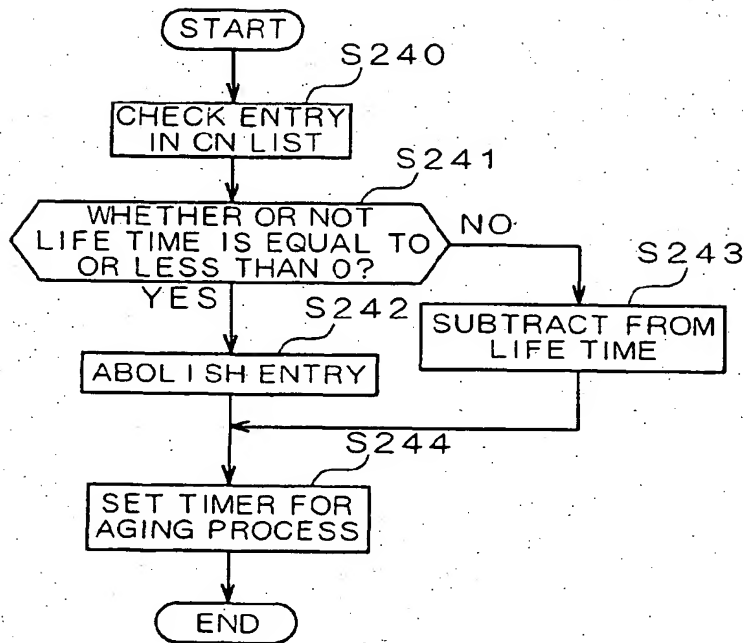 START
S240
CHECK ENTRY
IN CN LIST
S241
WHETHER OR NOT
LIFE TIME IS EQUAL TO
OR LESS THAN 0?
NO
YES
S242
S243
ABOLISH ENTRY
SUBTRACT FROM
LIFE TIME
S244
SET TIMER FOR
AGING PROCESS
END